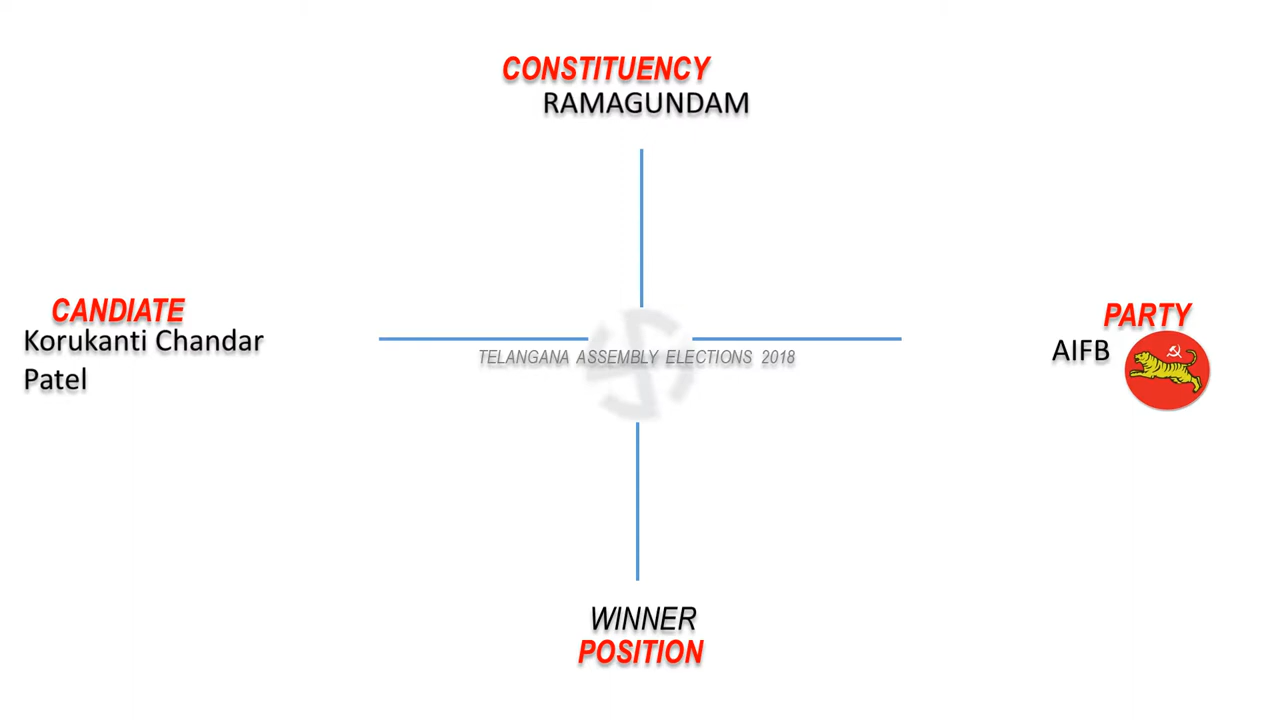 CONSTITUENCY
RAMAGUNDAM
CANDIATE
Korukanti Chandar
Patel
TELANGANA ASSEMBLY ELECTIONS 2018
PARTY
AIFB
WINNER
POSITION